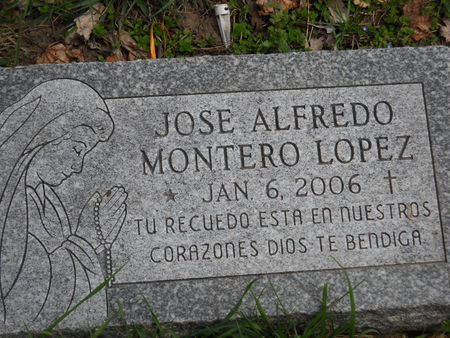 JOSE ALFREDO
MONTERO LOPEZ
★ JAN 6, 2006 †
TU RECUEDO ESTA EN NUESTROS
CORAZONES DIOS TE BENDIGA.